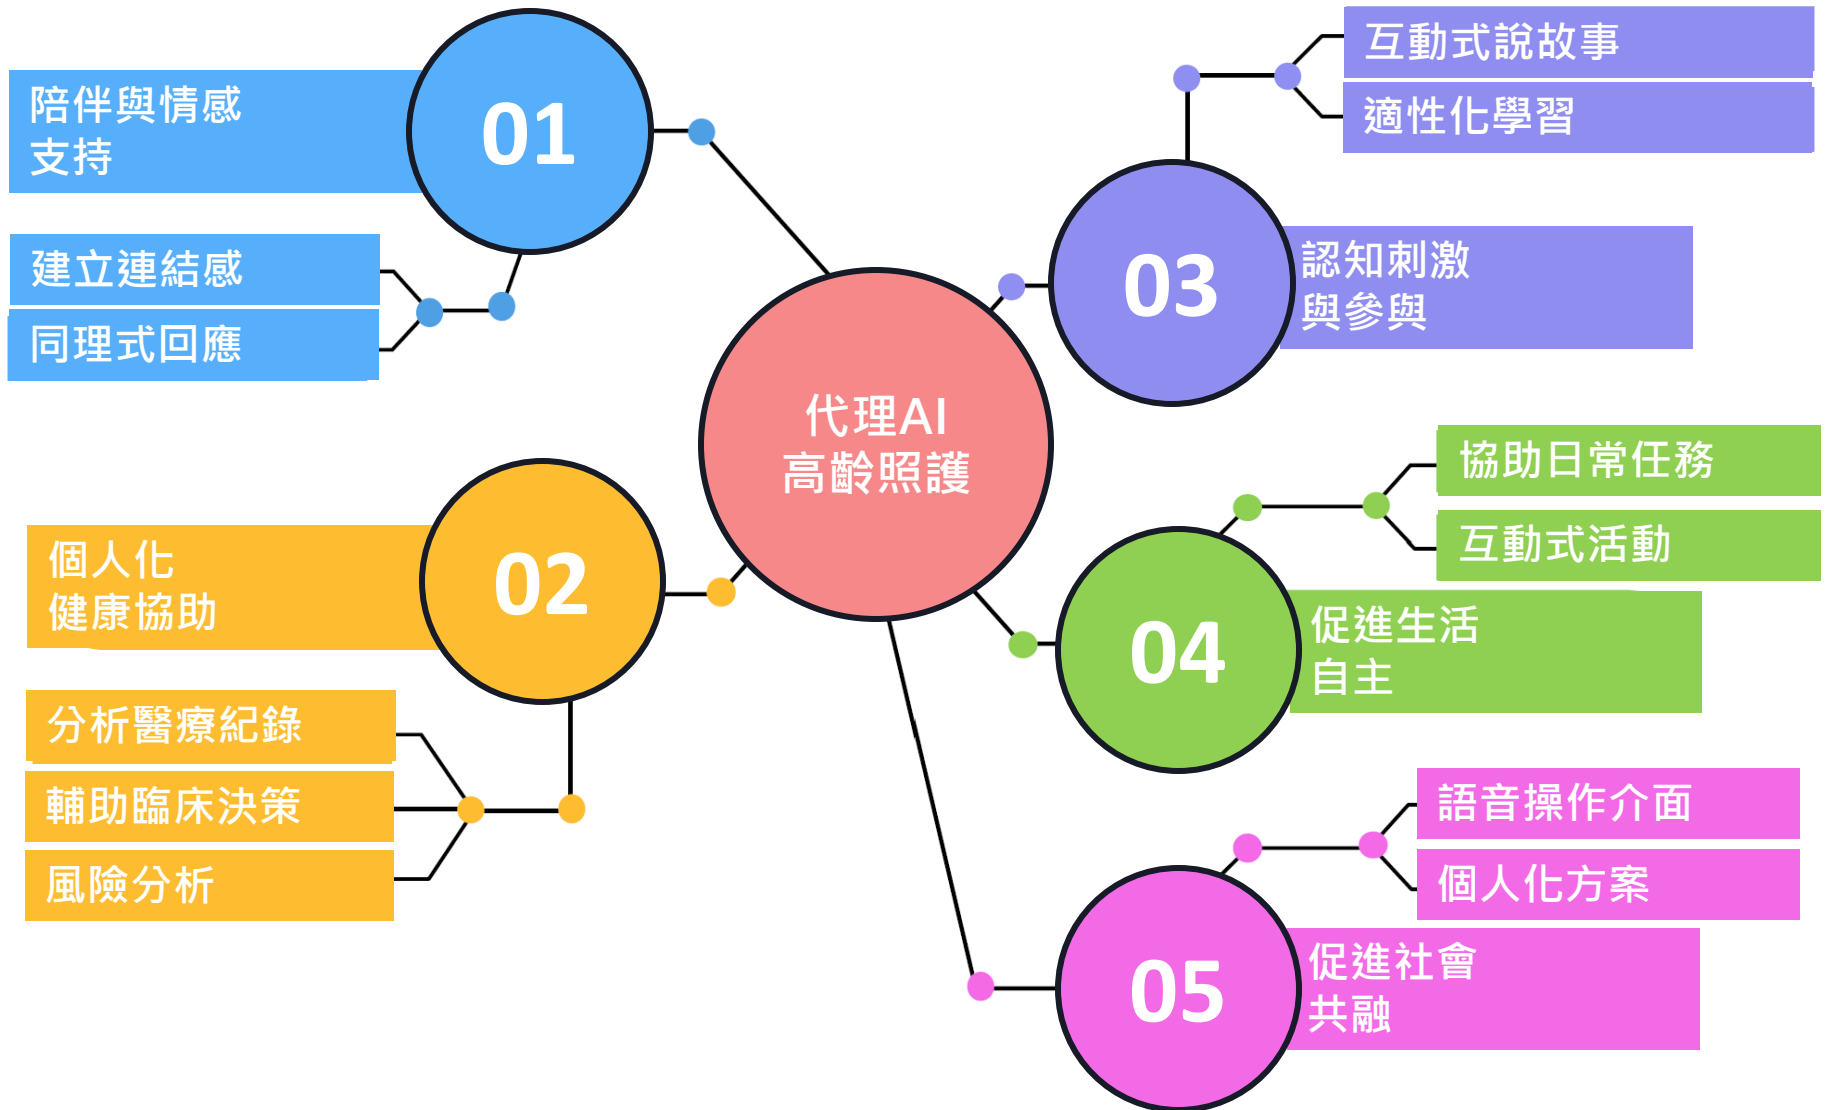 代理AI
高齡照護
01
陪伴與情感
支持
建立連結感
同理式回應
02
個人化
健康協助
分析醫療紀錄
輔助臨床決策
風險分析
互動式說故事
適性化學習
03
認知刺激
與參與
協助日常任務
互動式活動
04
促進生活
自主
語音操作介面
個人化方案
05
促進社會
共融